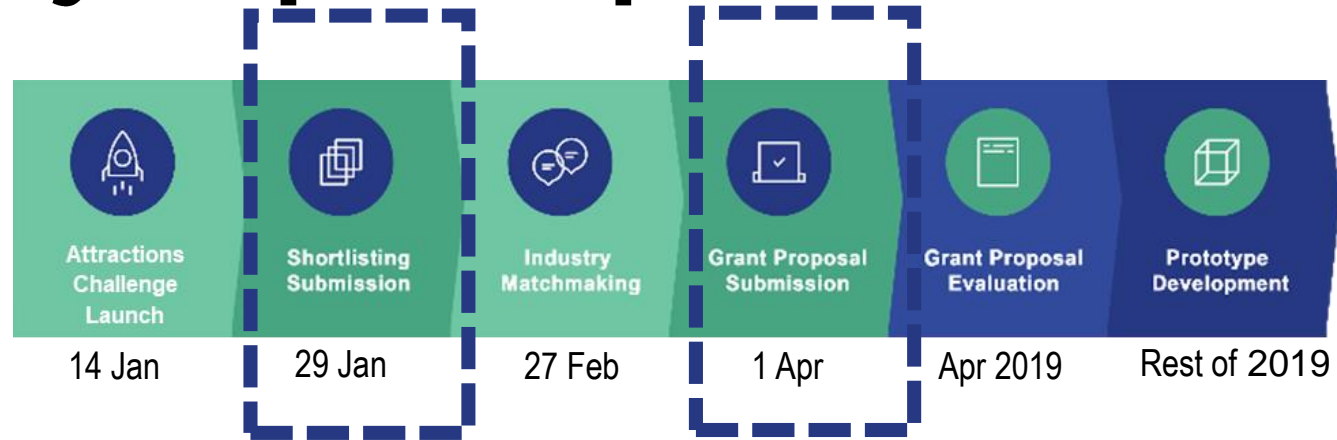 Attractions
Challenge
Launch
Shortlisting
Submission
Industry
Matchmaking
Grant Proposal
Submission
Grant Proposal
Evaluation
Prototype
Development
14 Jan
29 Jan
27 Feb
1 Apr
Apr 2019
Rest of 2019